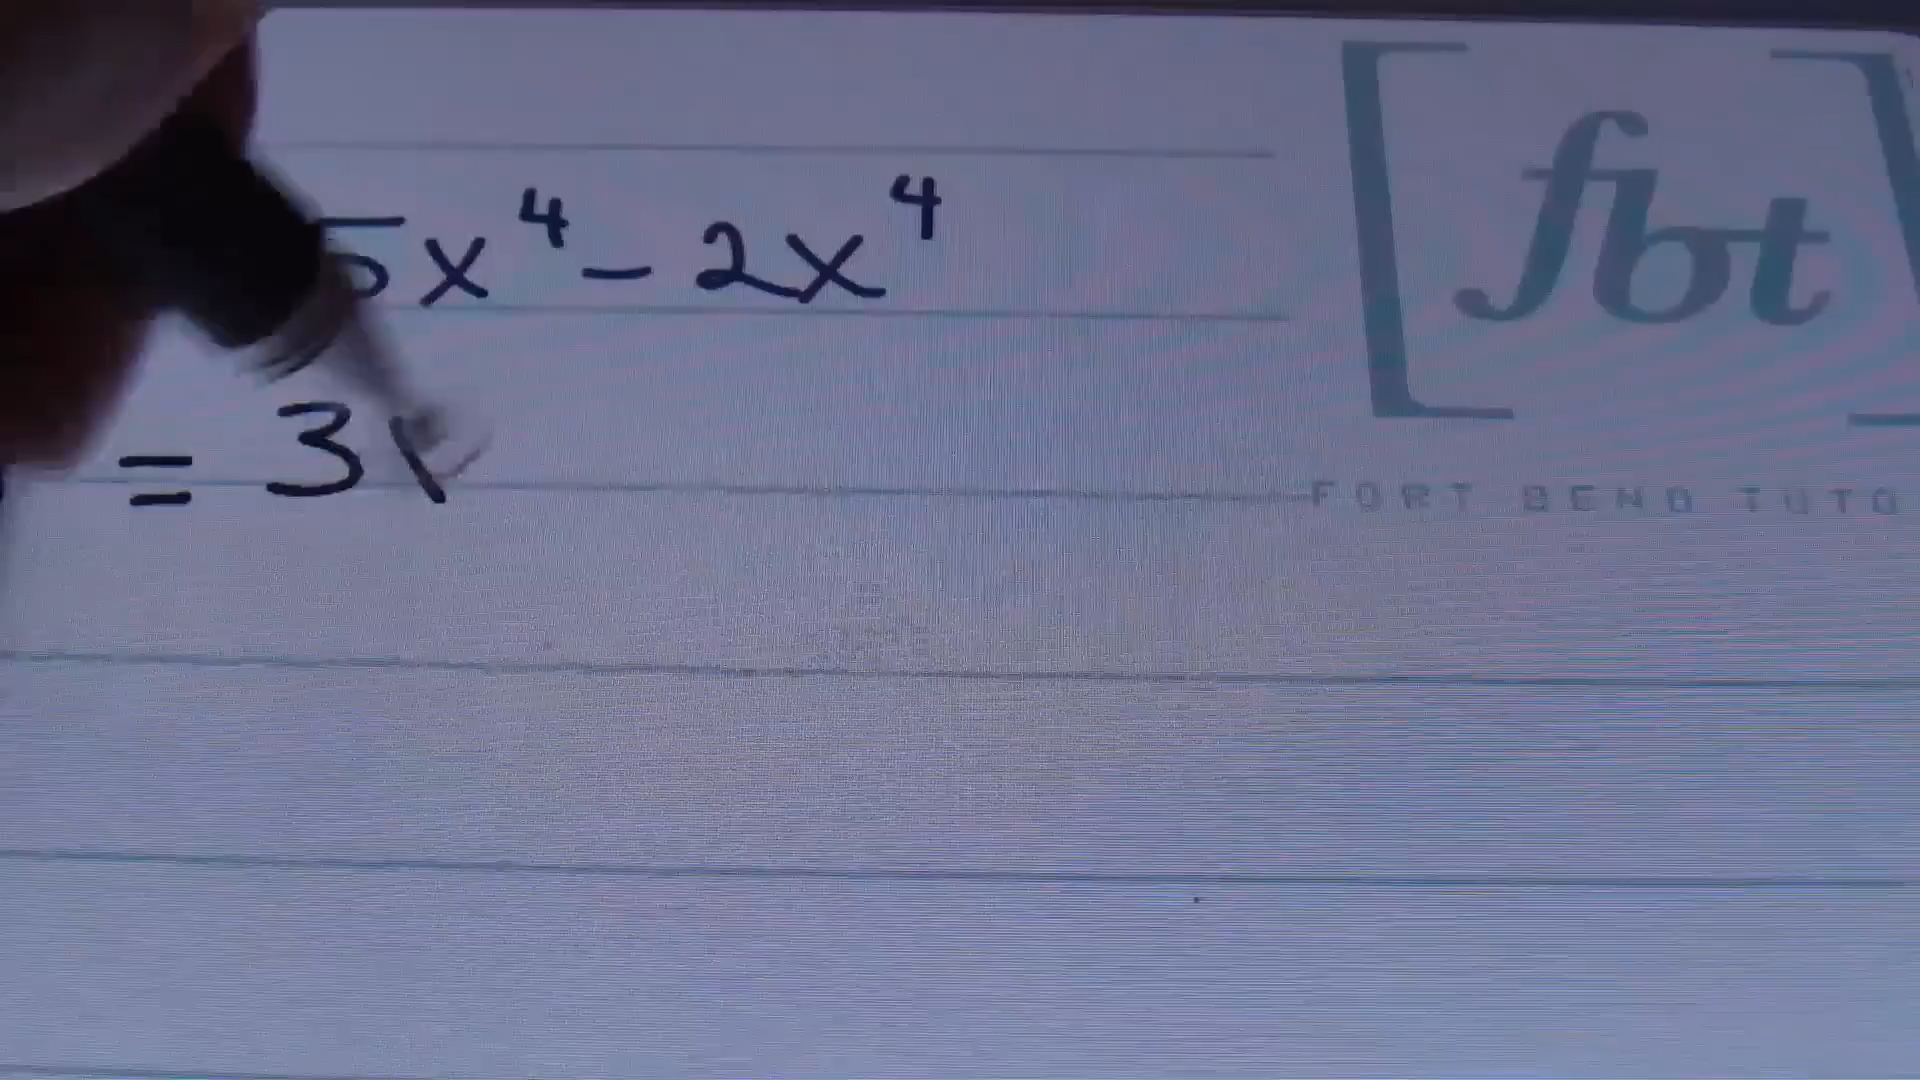 5x⁴ - 2x⁴
= 3
fbt
FORT BEND TUTO